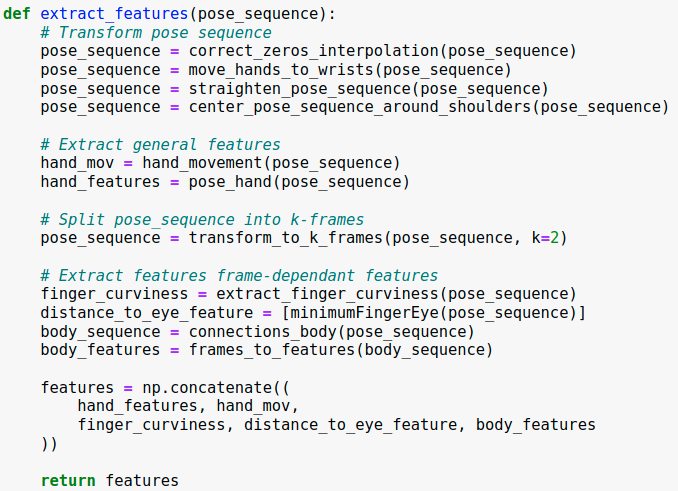 def extract_features(pose_sequence):
    # Transform pose sequence
    pose_sequence = correct_zeros_interpolation(pose_sequence)
    pose_sequence = move_hands_to_wrists(pose_sequence)
    pose_sequence = straighten_pose_sequence(pose_sequence)
    pose_sequence = center_pose_sequence_around_shoulders(pose_sequence)

    # Extract general features
    hand_mov = hand_movement(pose_sequence)
    hand_features = pose_hand(pose_sequence)

    # Split pose_sequence into k-frames
    pose_sequence = transform_to_k_frames(pose_sequence, k=2)

    # Extract features frame-dependant features
    finger_curviness = extract_finger_curviness(pose_sequence)
    distance_to_eye_feature = [minimumFingerEye(pose_sequence)]
    body_sequence = connections_body(pose_sequence)
    body_features = frames_to_features(body_sequence)

    features = np.concatenate((
        hand_features, hand_mov,
        finger_curviness, distance_to_eye_feature, body_features
    ))

    return features